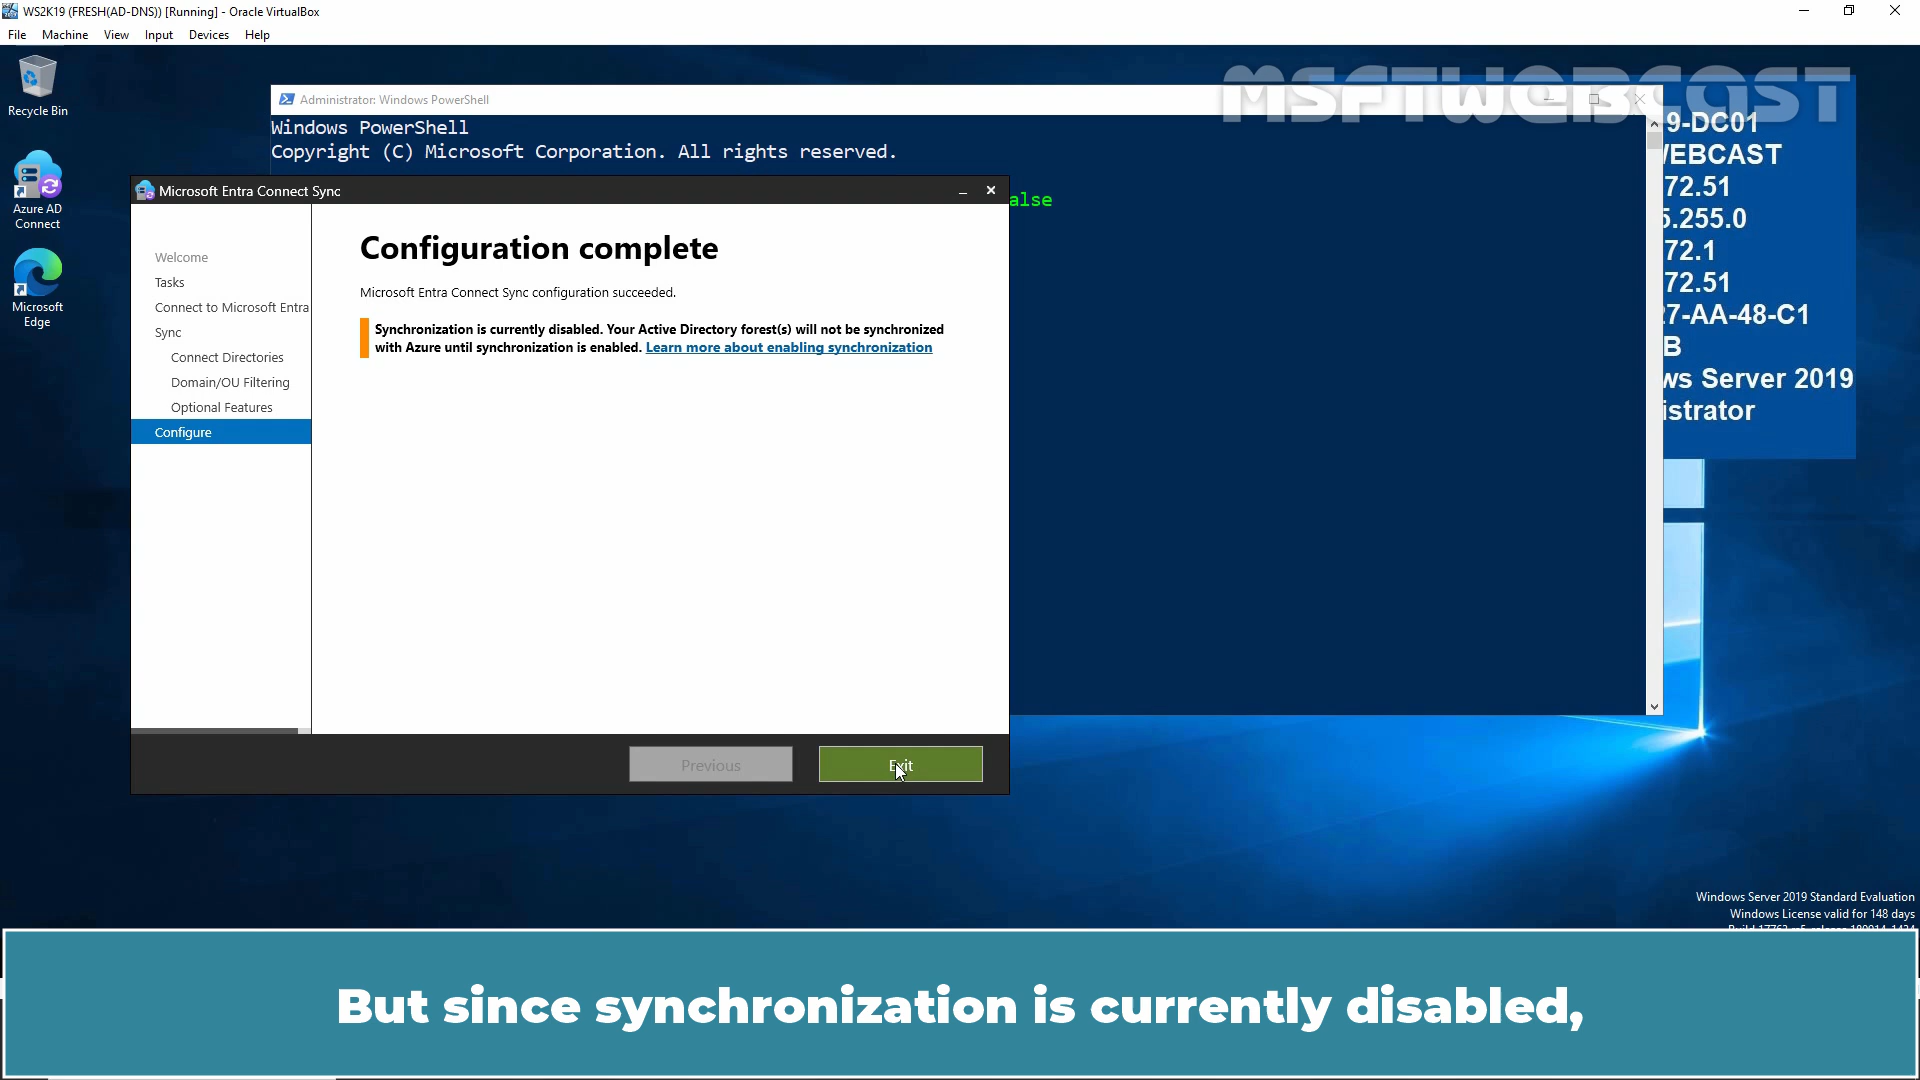 WS2K19 (FRESH(AD-DNS)) [Running] - Oracle VirtualBox
File Machine View Input Devices Help
Recycle Bin
Azure AD
Connect
Microsoft
Edge
Administrator: Windows PowerShell
MSFTWEBCAST
Windows PowerShell
Copyright (C) Microsoft Corporation. All rights reserved.
alse
9-DC01
EBCAST
72.51
5.255.0
72.1
72.51
27-AA-48-C1
B
ws Server 2019
istrator
Microsoft Entra Connect Sync
Welcome
Tasks
Connect to Microsoft Entra
Sync
Connect Directories
Domain/OU Filtering
Optional Features
Configure
Configuration complete
Microsoft Entra Connect Sync configuration succeeded.
Synchronization is currently disabled. Your Active Directory forest(s) will not be synchronized
with Azure until synchronization is enabled. Learn more about enabling synchronization
Previous
Exit
Windows Server 2019 Standard Evaluation
Windows License valid for 148 days
But since synchronization is currently disabled,